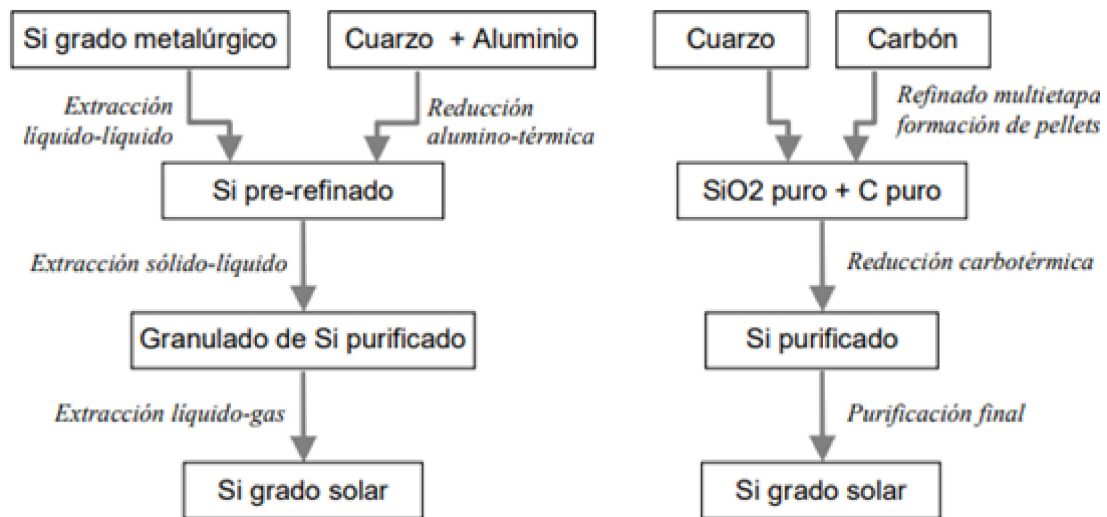 Si grado metalúrgico
Cuarzo + Aluminio
Extracción
líquido-líquido
Reducción
alumino-térmica
Si pre-refinado
Extracción sólido-líquido
Granulado de Si purificado
Extracción líquido-gas
Si grado solar
Cuarzo
Carbón
Refinado multietapa
formación de pellets
SiO2 puro + C puro
Reducción carbotérmica
Si purificado
Purificación final
Si grado solar